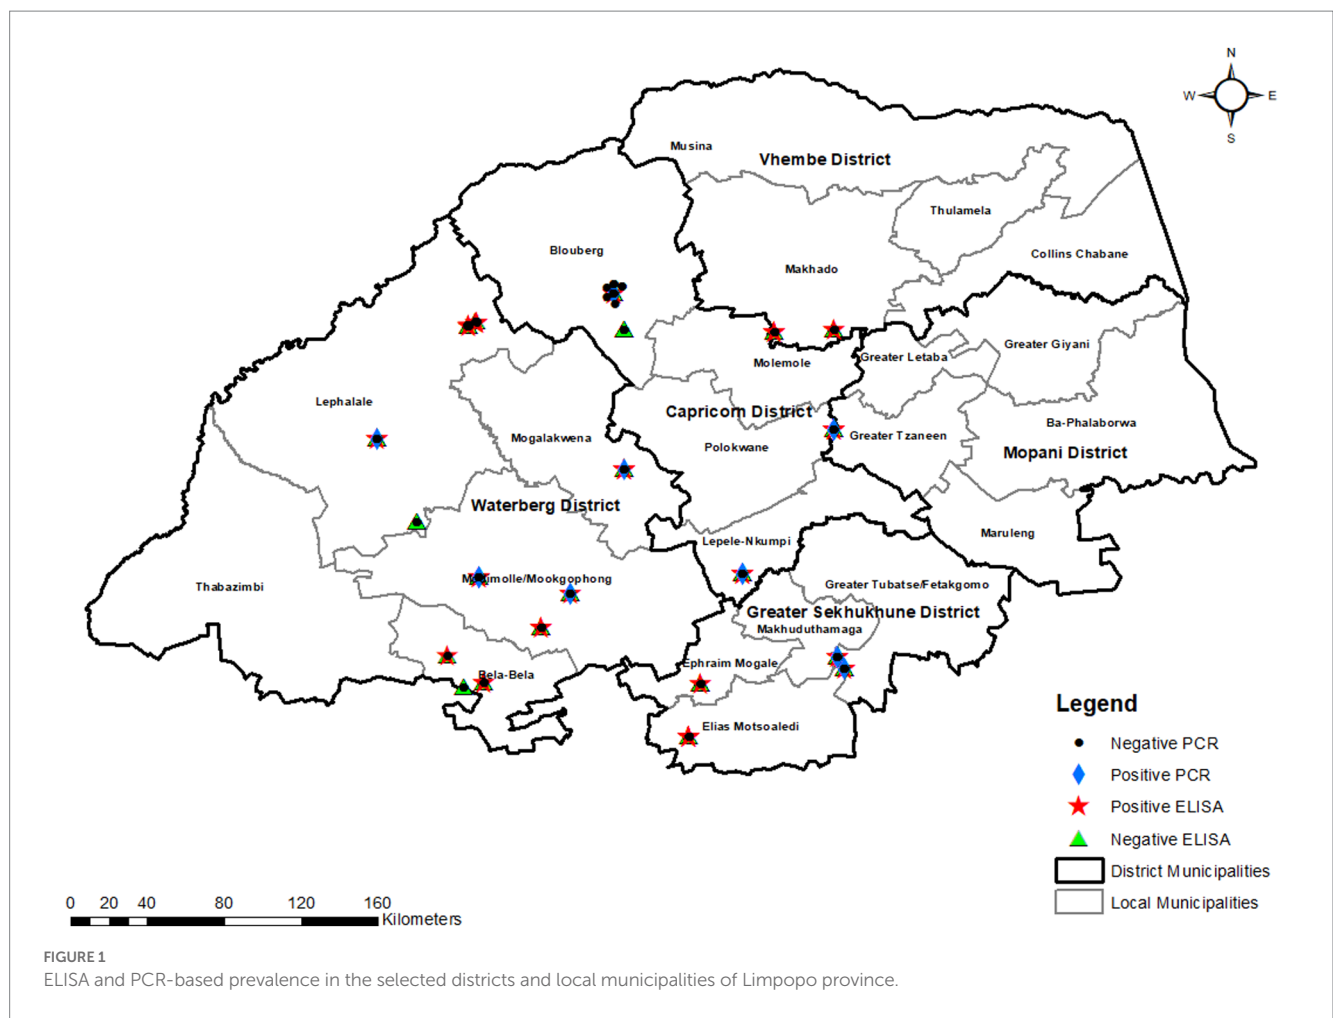 N
W E
S
Musina
Vhembe District
Thulamela
Blouberg
Collins Chabane
Makhado
Greater Giyani
Greater Letaba
Molemole
Lephalale
Capricorn District
Ba-Phalaborwa
Mogalakwena
Greater Tzaneen
Polokwane
Mopani District
Waterberg District
Maruleng
Lepele-Nkumpi
Modimolle/Mookgophong
Thabazimbi
Greater Tubatse/Fetakgomo
Greater Sekhukhune District
Makhuduthamaga
Ephraim Mogale
Bela-Bela
Elias Motsoaledi
Legend
Negative PCR
Positive PCR
Positive ELISA
Negative ELISA
District Municipalities
Local Municipalities
0 20 40 80 120 160
Kilometers
FIGURE 1
ELISA and PCR-based prevalence in the selected districts and local municipalities of Limpopo province.